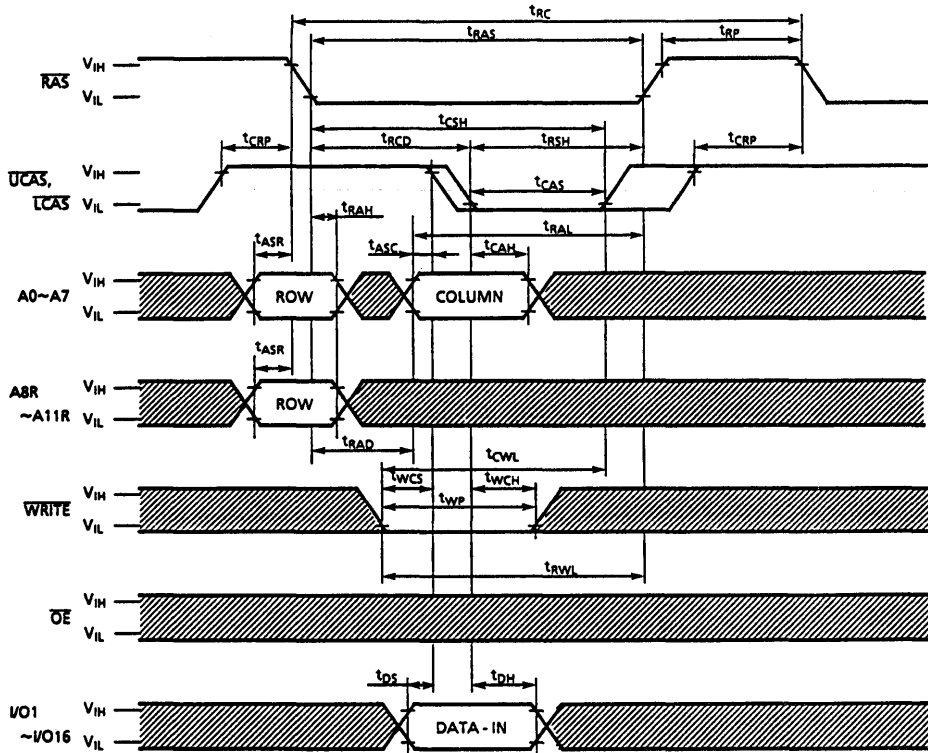 tRC
tRAS tRP
RAS VIH
VIL
tCSH
tCRP tRCD tRSH tCRP
UCAS, VIH
LCAS VIL
tCAS
tRAH tRAL
tASR tASC tCAH
A0~A7 VIH
VIL
ROW COLUMN
tASR
A8R VIH
~A11R VIL
ROW
tRAD tCWL
tWCS tWCH
WRITE VIH
VIL
tWP
tRWL
OE VIH
VIL
tDS tDH
I/O1 VIH
~I/O16 VIL
DATA - IN